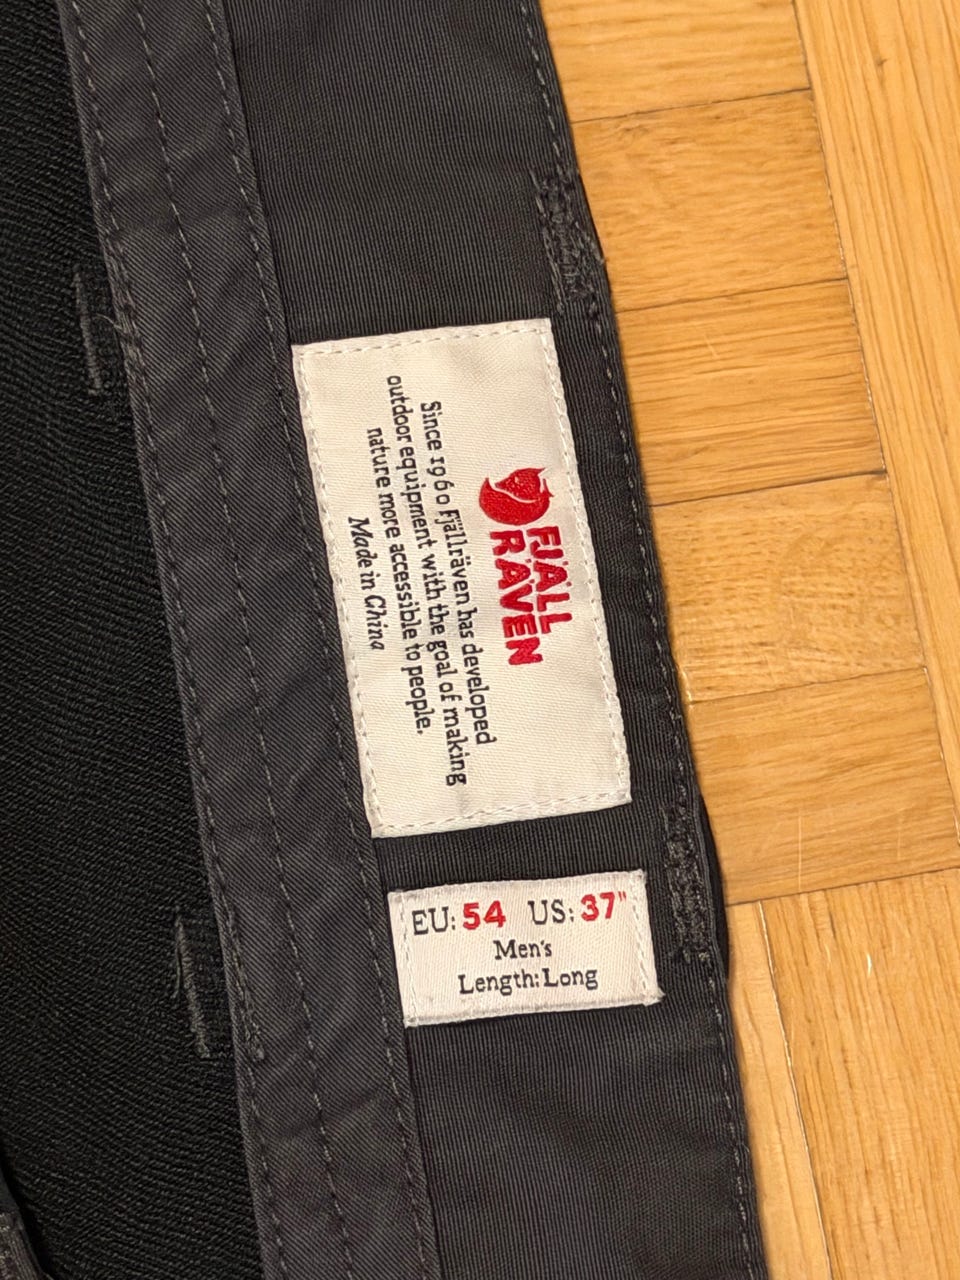 FJÄLL
RÄVEN
Since 1960 Fjällräven has developed
outdoor equipment with the goal of making
nature more accessible to people.
Made in China
EU: 54 US: 37"
Men's
Length: Long